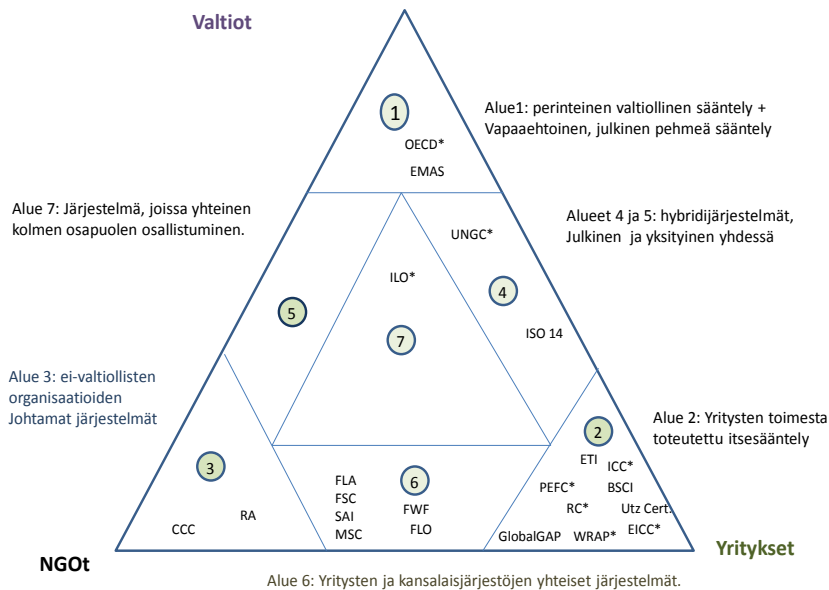 Valtiot
1
Alue1: perinteinen valtiollinen sääntely +
Vapaaehtoinen, julkinen pehmeä sääntely
OECD*
EMAS
Alue 7: Järjestelmä, joissa yhteinen
kolmen osapuolen osallistuminen.
Alueet 4 ja 5: hybridijärjestelmät,
Julkinen ja yksityinen yhdessä
UNGC*
ILO*
4
5
ISO 14
7
Alue 3: ei-valtiollisten
organisaatioiden
Johtamat järjestelmät
Alue 2: Yritysten toimesta
toteutettu itsesääntely
2
3
ETI
ICC*
6
FLA
PEFC*
BSCI
FSC
FWF
RC*
Utz Cert.
RA
SAI
CCC
MSC
FLO
GlobalGAP
WRAP*
EICC*
NGOt
Yritykset
Alue 6: Yritysten ja kansalaisjärjestöjen yhteiset järjestelmät.